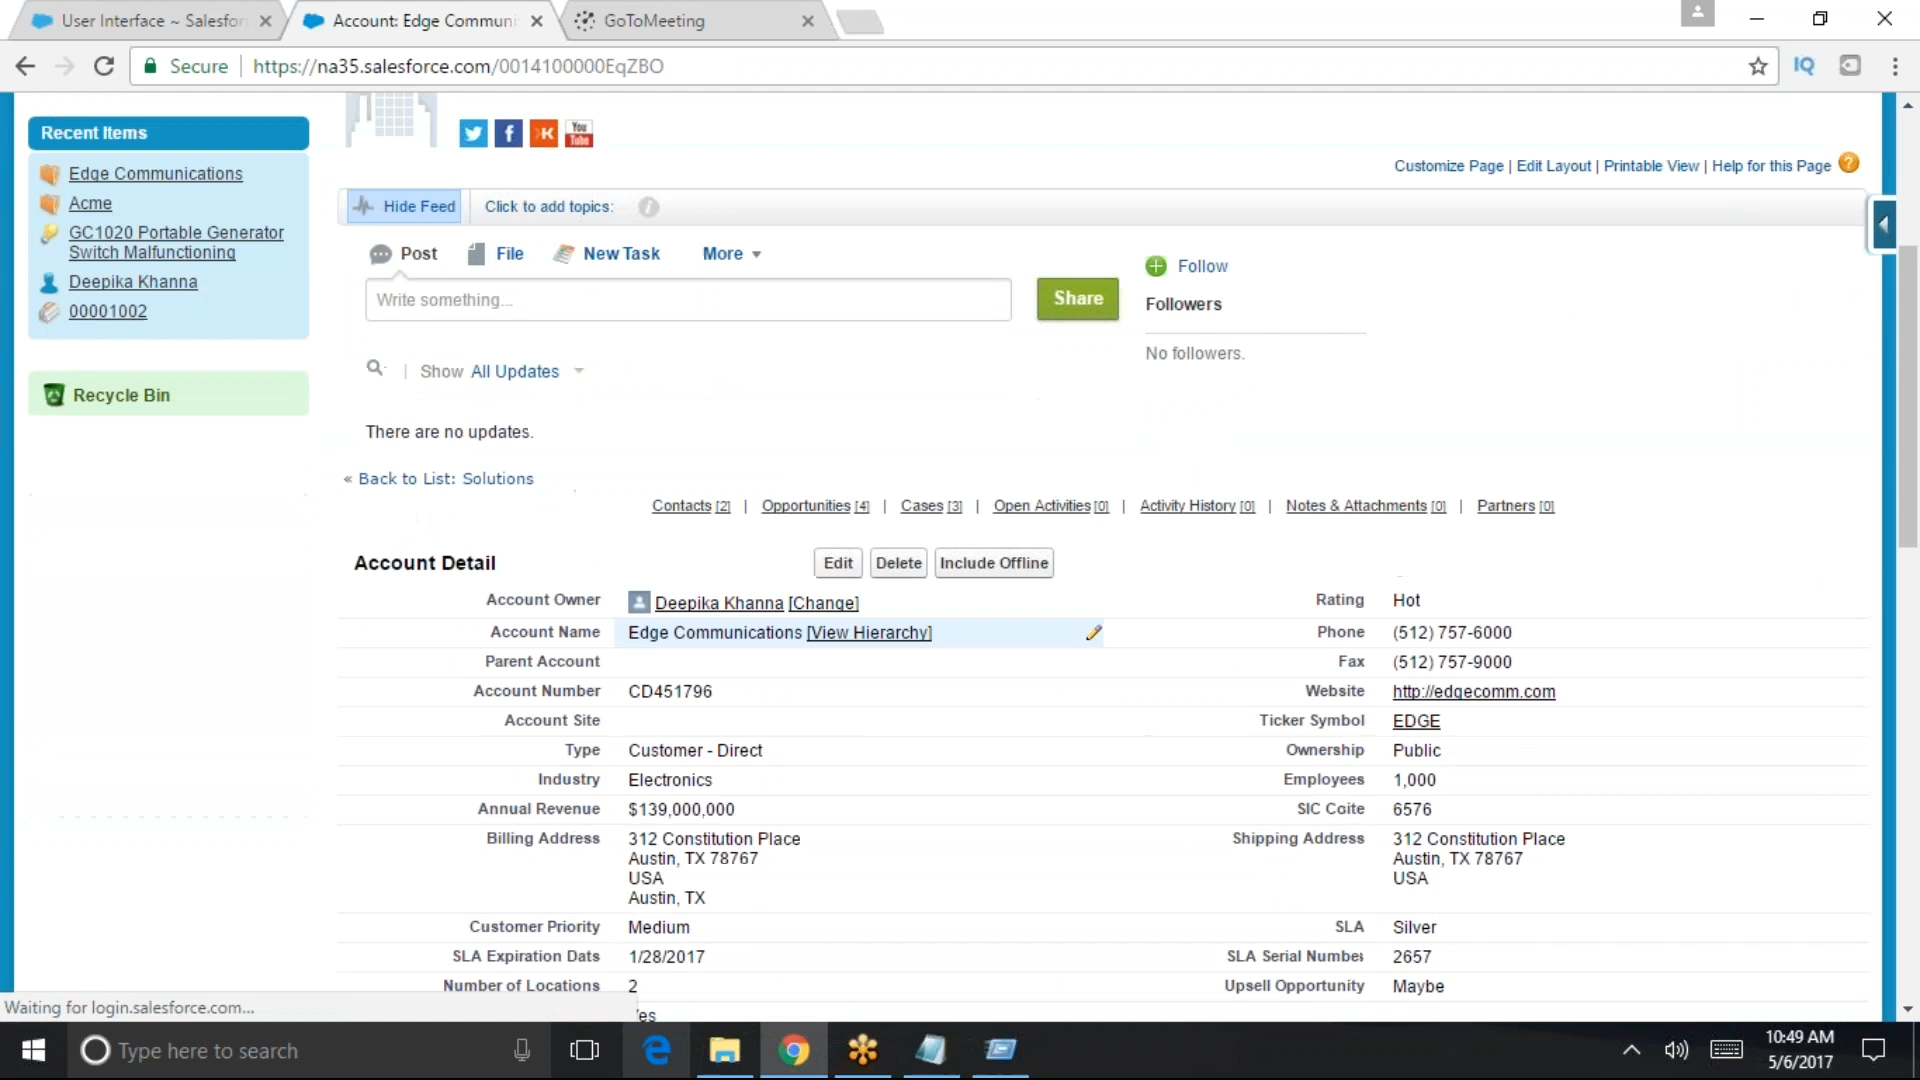 User Interface ~ Salesfor
Account: Edge Communi
GoToMeeting
Secure
https://na35.salesforce.com/0014100000EqZBO
IQ
Recent Items
Edge Communications
Acme
GC1020 Portable Generator
Switch Malfunctioning
Deepika Khanna
00001002
Recycle Bin
You
Tube
Customize Page | Edit Layout | Printable View | Help for this Page
Hide Feed
Click to add topics:
Post
File
New Task
More
Write something...
Share
Follow
Followers
No followers.
Show All Updates
There are no updates.
« Back to List: Solutions
Contacts [2] | Opportunities [4] | Cases [3] | Open Activities [0] | Activity History [0] | Notes & Attachments [0] | Partners [0]
Account Detail
Edit
Delete
Include Offline
Account Owner Deepika Khanna [Change] Rating Hot
Account Name Edge Communications [View Hierarchy] Phone (512) 757-6000
Parent Account Fax (512) 757-9000
Account Number CD451796 Website http://edgecomm.com
Account Site Ticker Symbol EDGE
Type Customer - Direct Ownership Public
Industry Electronics Employees 1,000
Annual Revenue $139,000,000 SIC Coite 6576
Billing Address 312 Constitution Place Shipping Address 312 Constitution Place
Austin, TX 78767 Austin, TX 78767
USA USA
Austin, TX
Customer Priority Medium SLA Silver
SLA Expiration Dats 1/28/2017 SLA Serial Number 2657
Number of Locations 2 Upsell Opportunity Maybe
Waiting for login.salesforce.com...
Type here to search
10:49 AM
5/6/2017